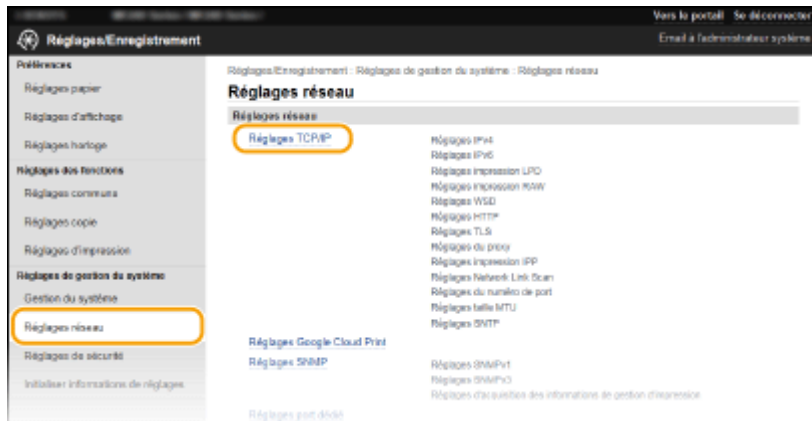 Vers le portail Se déconnecter
Réglages/Enregistrement
Email à l'administrateur système
Préférences
Réglages papier
Réglages d'affichage
Réglages horloge
Réglages des fonctions
Réglages communs
Réglages copie
Réglages d'impression
Réglages de gestion du système
Gestion du système
Réglages réseau
Réglages de sécurité
Initialiser informations de réglages
Réglages/Enregistrement : Réglages de gestion du système : Réglages réseau
Réglages réseau
Réglages réseau
Réglages TCP/IP
Réglages IPv4
Réglages IPv6
Réglages impression LPD
Réglages impression RAW
Réglages WSD
Réglages HTTP
Réglages TLS
Réglages du proxy
Réglages impression IPP
Réglages Network Link Scan
Réglages du numéro de port
Réglages taille MTU
Réglages SNTP
Réglages Google Cloud Print
Réglages SNMP
Réglages SNMPv1
Réglages SNMPv3
Réglages d'acquisition des informations de gestion d'impression
Réglages port dédié